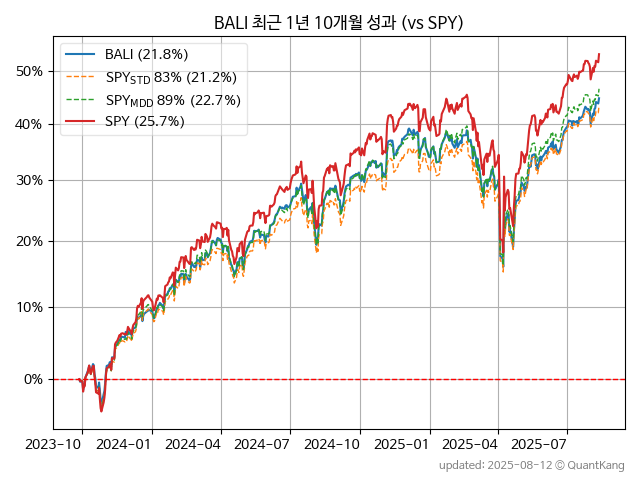 BALI 최근 1년 10개월 성과 (vs SPY)
BALI (21.8%)
SPY_STD 83% (21.2%)
SPY_MDD 89% (22.7%)
SPY (25.7%)
50%
40%
30%
20%
10%
0%
2023-10 2024-01 2024-04 2024-07 2024-10 2025-01 2025-04 2025-07
updated: 2025-08-12 © QuantKang